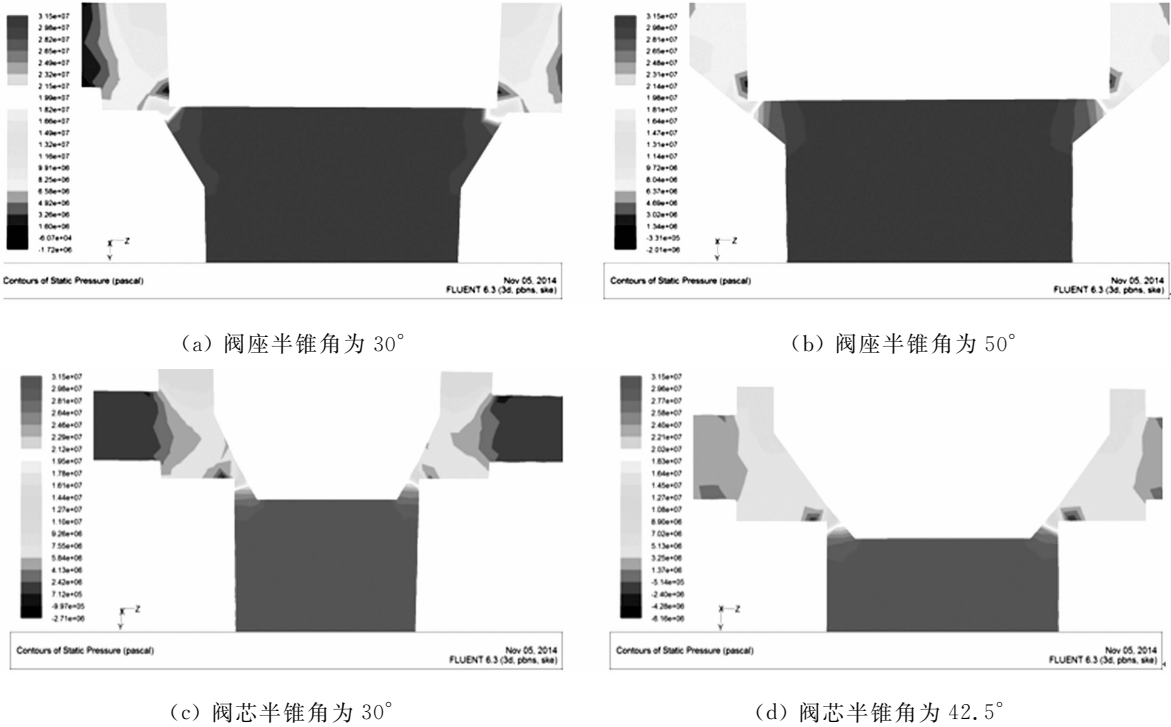 3.15e+07
2.98e+07
2.82e+07
2.65e+07
2.49e+07
2.32e+07
2.15e+07
1.99e+07
1.82e+07
1.66e+07
1.49e+07
1.32e+07
1.16e+07
9.91e+06
8.25e+06
6.58e+06
4.92e+06
3.26e+06
1.60e+06
-6.07e+04
-1.72e+06
Z
Contours of Static Pressure (pascal)
Nov 05, 2014
FLUENT 6.3 (3d, pbns, ske)
(a) 阀座半锥角为 30°
3.15e+07
2.98e+07
2.81e+07
2.65e+07
2.48e+07
2.31e+07
2.14e+07
1.98e+07
1.81e+07
1.64e+07
1.47e+07
1.31e+07
1.14e+07
9.72e+06
8.04e+06
6.37e+06
4.69e+06
3.02e+06
1.34e+06
-3.31e+05
-2.01e+06
Z
Contours of Static Pressure (pascal)
Nov 05, 2014
FLUENT 6.3 (3d, pbns, ske)
(b) 阀座半锥角为 50°
3.15e+07
2.98e+07
2.81e+07
2.64e+07
2.46e+07
2.29e+07
2.12e+07
1.95e+07
1.78e+07
1.61e+07
1.44e+07
1.27e+07
1.10e+07
9.26e+06
7.55e+06
5.84e+06
4.13e+06
2.42e+06
7.12e+05
-9.97e+05
-2.71e+06
Z
Contours of Static Pressure (pascal)
Nov 05, 2014
FLUENT 6.3 (3d, pbns, ske)
(c) 阀芯半锥角为 30°
3.15e+07
2.96e+07
2.77e+07
2.58e+07
2.40e+07
2.21e+07
2.02e+07
1.83e+07
1.64e+07
1.45e+07
1.27e+07
1.08e+07
8.90e+06
7.02e+06
5.13e+06
3.25e+06
1.37e+06
-5.14e+05
-2.40e+06
-4.28e+06
-6.16e+06
Z
Contours of Static Pressure (pascal)
Nov 05, 2014
FLUENT 6.3 (3d, pbns, ske)
(d) 阀芯半锥角为 42.5°